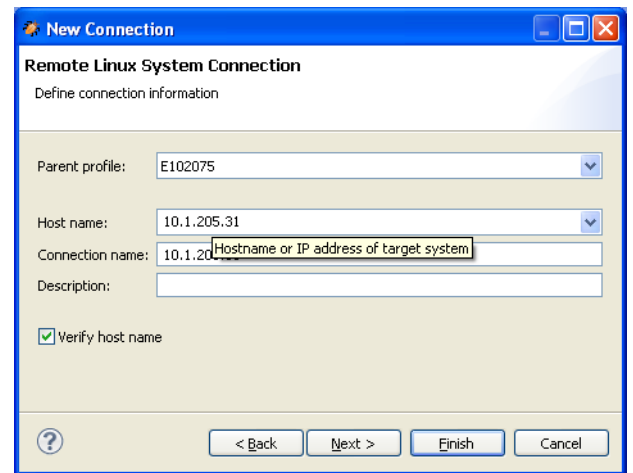 New Connection
Remote Linux System Connection
Define connection information
Parent profile: E102075
Host name: 10.1.205.31
Hostname or IP address of target system
Connection name: 10.1.20
Description:
Verify host name
< Back Next > Finish Cancel